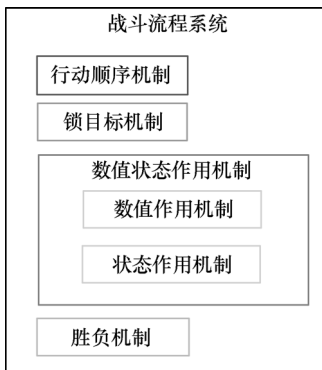 战斗流程系统
行动顺序机制
锁目标机制
数值状态作用机制
数值作用机制
状态作用机制
胜负机制